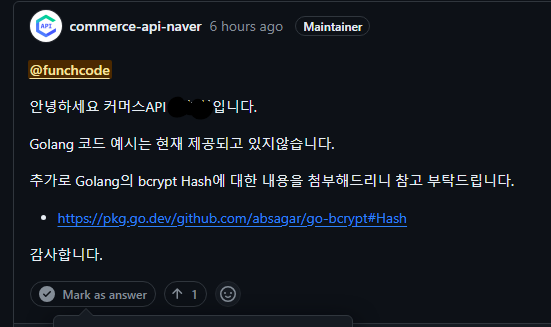 API
commerce-api-naver 6 hours ago Maintainer
@funchcode
안녕하세요 커머스API 입니다.
Golang 코드 예시는 현재 제공되고 있지않습니다.
추가로 Golang의 bcrypt Hash에 대한 내용을 첨부해드리니 참고 부탁드립니다.
https://pkg.go.dev/github.com/absagar/go-bcrypt#Hash
감사합니다.
Mark as answer ↑ 1